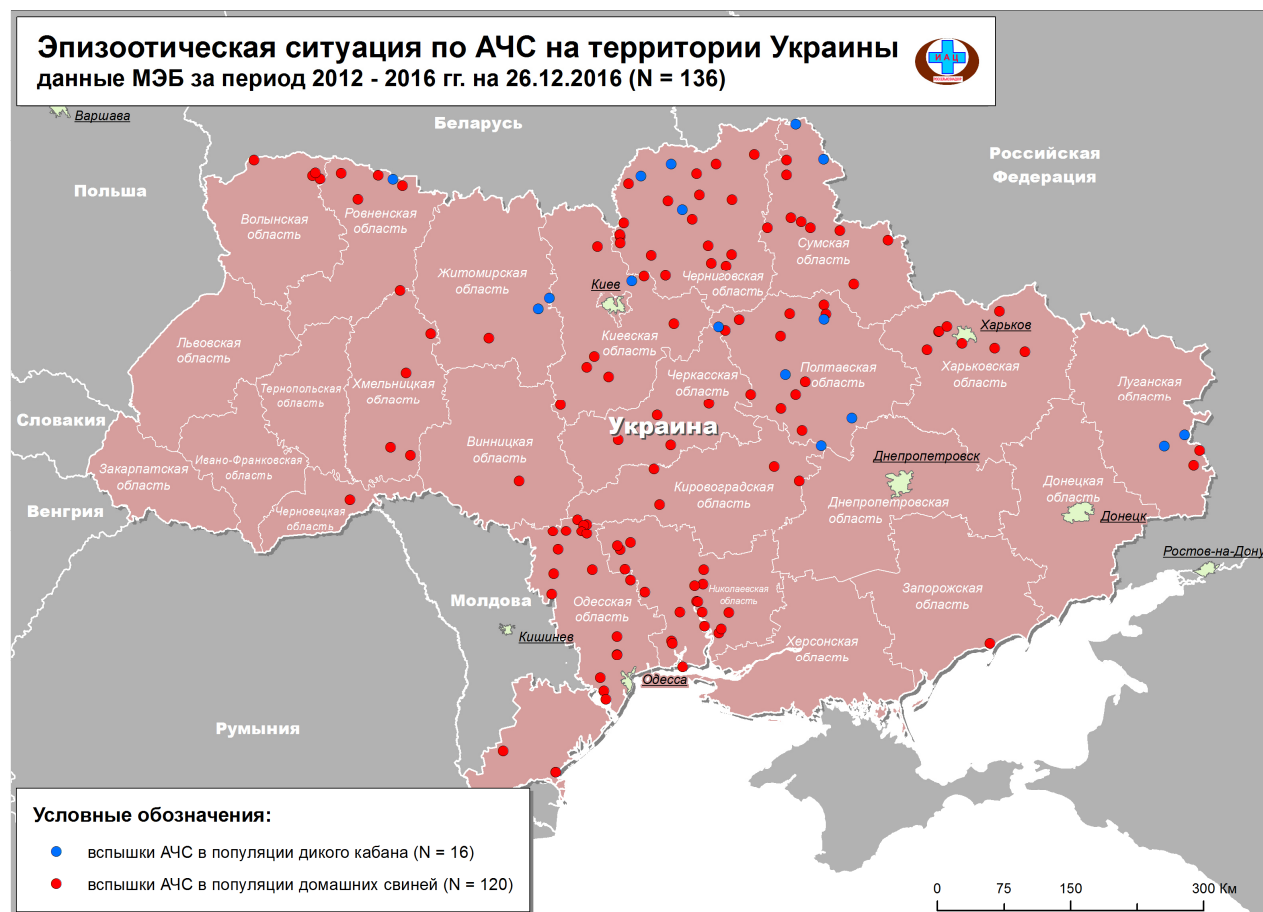 Эпизоотическая ситуация по АЧС на территории Украины
данные МЭБ за период 2012 - 2016 гг. на 26.12.2016 (N = 136)
ИАЦ
Варшава
Беларусь
Российская
Федерация
Польша
Волынская
область
Ровненская
область
Житомирская
область
Киев
Черниговская
область
Сумская
область
Львовская
область
Тернопольская
область
Хмельницкая
область
Киевская
область
Черкасская
область
Полтавская
область
Харьков
Харьковская
область
Луганская
область
Словакия
Украина
Закарпатская
область
Ивано-Франковская
область
Винницкая
область
Кировоградская
область
Днепропетровск
Днепропетровская
область
Донецкая
область
Донецк
Венгрия
Черновецкая
область
Ростов-на-Дону
Молдова
Кишинев
Одесская
область
Николаевская
область
Запорожская
область
Херсонская
область
Одесса
Румыния
Условные обозначения:
вспышки АЧС в популяции дикого кабана (N = 16)
вспышки АЧС в популяции домашних свиней (N = 120)
0 75 150 300 Км